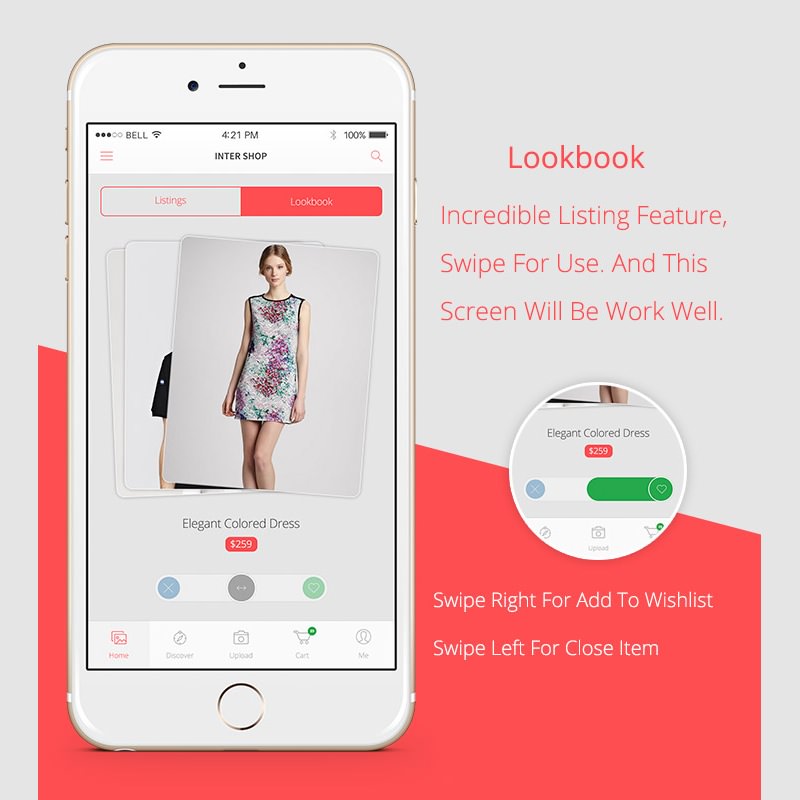 BELL
4:21 PM
100%
INTER SHOP
Listings
Lookbook
Elegant Colored Dress
$259
Home
Discover
Upload
Cart
Me
Lookbook
Incredible Listing Feature,
Swipe For Use. And This
Screen Will Be Work Well.
Elegant Colored Dress
$259
Upload
Swipe Right For Add To Wishlist
Swipe Left For Close Item